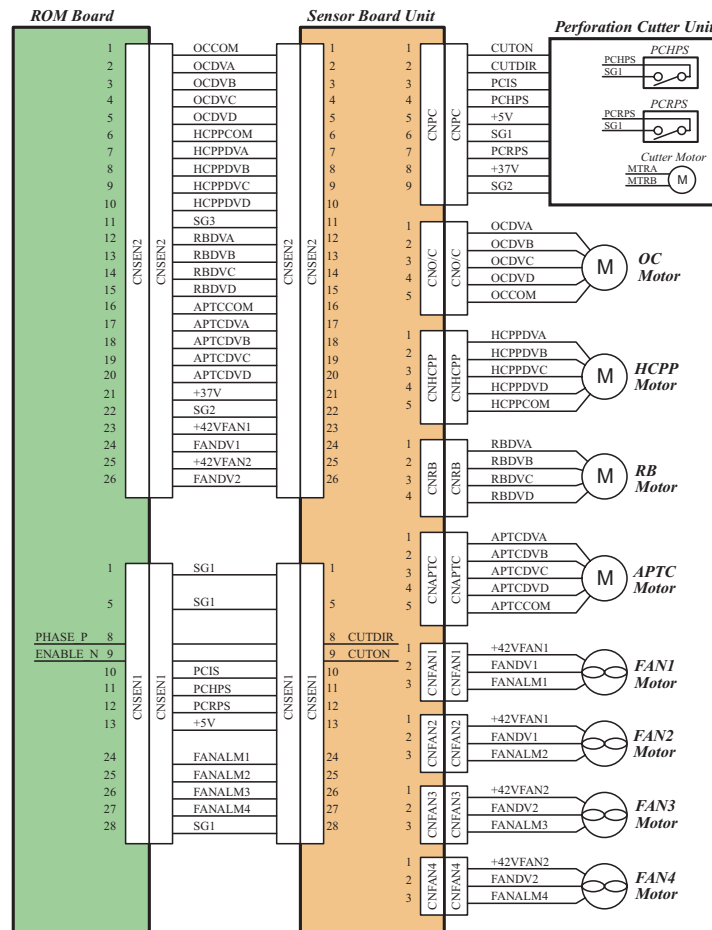 ROM Board
Sensor Board Unit
Perforation Cutter Unit
1 OCCOM 1
2 OCDVA 2
3 OCDVB 3
4 OCDVC 4
5 OCDVD 5
6 HCPPCOM 6
7 HCPPDVA 7
8 HCPPDVB 8
9 HCPPDVC 9
10 HCPPDVD 10
11 SG3 11
12 RBDVA 12
13 RBDVB 13
14 RBDVC 14
15 RBDVD 15
16 APTCCOM 16
17 APTCDVA 17
18 APTCDVB 18
19 APTCDVC 19
20 APTCDVD 20
21 +37V 21
22 SG2 22
23 +42VFAN1 23
24 FANDV1 24
25 +42VFAN2 25
26 FANDV2 26
CNSEN2 CNSEN2 CNSEN2 CNSEN2
1 SG1 1
5 SG1 5
PHASE_P 8 8 CUTDIR
ENABLE_N 9 9 CUTON
10 PCIS 10
11 PCHPS 11
12 PCRPS 12
13 +5V 13
24 FANALM1 24
25 FANALM2 25
26 FANALM3 26
27 FANALM4 27
28 SG1 28
CNSEN1 CNSEN1 CNSEN1 CNSEN1
1 CUTON
2 CUTDIR
3 PCIS
4 PCHPS
5 +5V
6 SG1
7 PCRPS
8 +37V
9 SG2
CNPC CNPC
PCHPS
PCHPS
SG1
PCRPS
PCRPS
SG1
Cutter Motor
MTRA
MTRB
M
1 OCDVA
2 OCDVB
3 OCDVC
4 OCDVD
5 OCCOM
CNO/C CNO/C
M
OC
Motor
1 HCPPDVA
2 HCPPDVB
3 HCPPDVC
4 HCPPDVD
5 HCPPCOM
CNHCPP CNHCPP
M
HCPP
Motor
1 RBDVA
2 RBDVB
3 RBDVC
4 RBDVD
CNRB CNRB
M
RB
Motor
1 APTCDVA
2 APTCDVB
3 APTCDVC
4 APTCDVD
5 APTCCOM
CNAPTC CNAPTC
M
APTC
Motor
1 +42VFAN1
2 FANDV1
3 FANALM1
CNFAN1 CNFAN1
FAN1
Motor
1 +42VFAN1
2 FANDV1
3 FANALM2
CNFAN2 CNFAN2
FAN2
Motor
1 +42VFAN2
2 FANDV2
3 FANALM3
CNFAN3 CNFAN3
FAN3
Motor
1 +42VFAN2
2 FANDV2
3 FANALM4
CNFAN4 CNFAN4
FAN4
Motor